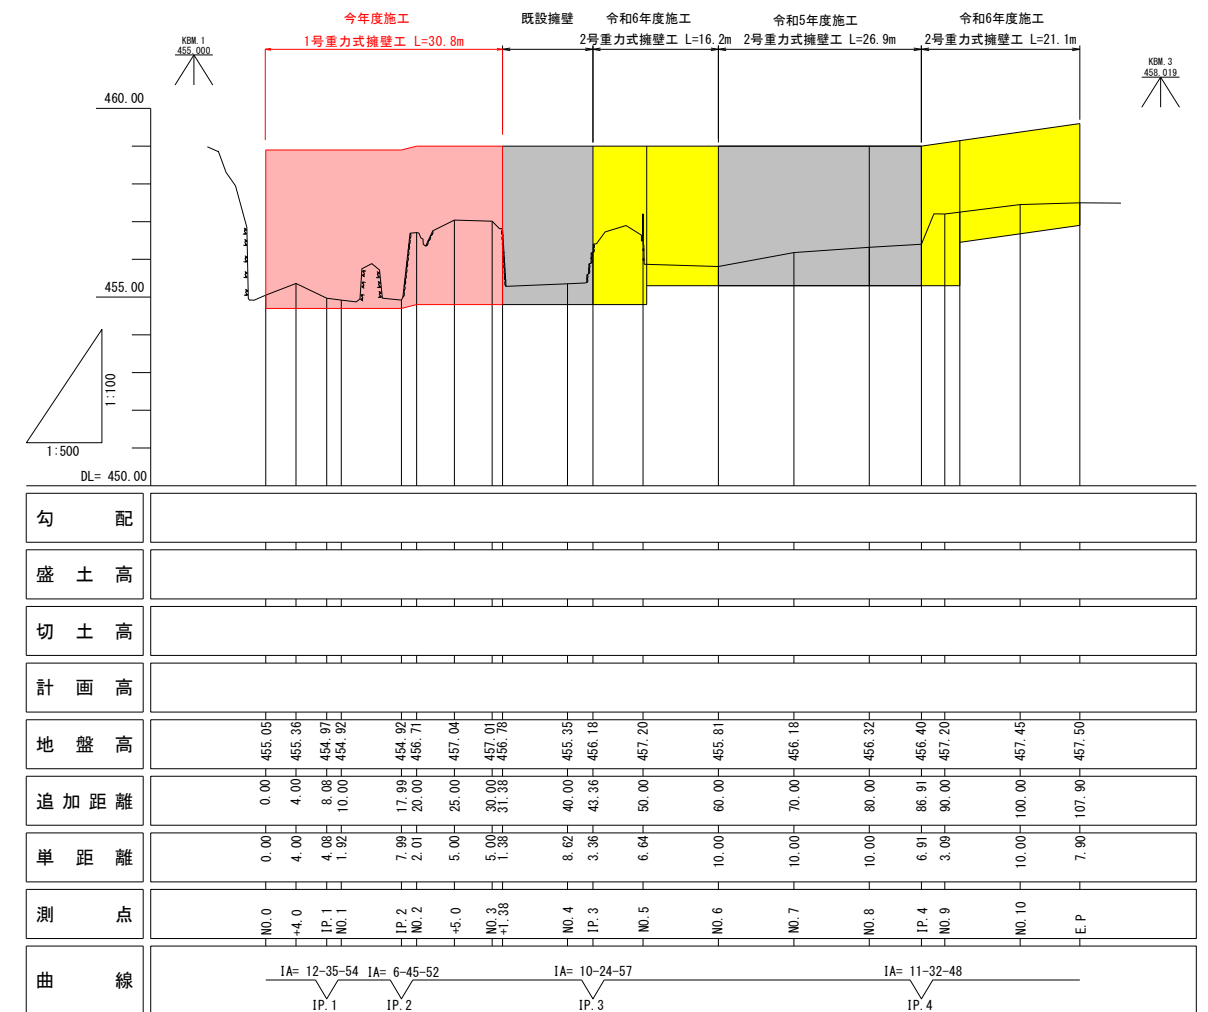 今年度施工 既設擁壁 令和6年度施工 令和5年度施工 令和6年度施工
1号重力式擁壁工 L=30.8m 2号重力式擁壁工 L=16.2m 2号重力式擁壁工 L=26.9m 2号重力式擁壁工 L=21.1m
KBM.1
455.000
KBM.3
458.019
460.00
455.00
1:100
1:500
DL= 450.00
勾配
盛土高
切土高
計画高
地盤高 455.05 455.36 454.97 454.92 454.92 456.71 457.04 457.01 456.78 455.35 456.18 457.20 455.81 456.18 456.32 456.40 457.20 457.45 457.50
追加距離 0.00 4.00 8.08 10.00 17.99 20.00 25.00 30.00 31.38 40.00 43.36 50.00 60.00 70.00 80.00 86.91 90.00 100.00 107.90
単距離 0.00 4.00 4.08 1.92 7.99 2.01 5.00 5.00 1.38 8.62 3.36 6.64 10.00 10.00 10.00 6.91 3.09 10.00 7.90
測点 NO.0 +4.0 IP.1 NO.1 IP.2 NO.2 +5.0 NO.3 +1.38 NO.4 IP.3 NO.5 NO.6 NO.7 NO.8 IP.4 NO.9 NO.10 E.P
曲線 IA= 12-35-54 IA= 6-45-52 IA= 10-24-57 IA= 11-32-48
IP.1 IP.2 IP.3 IP.4